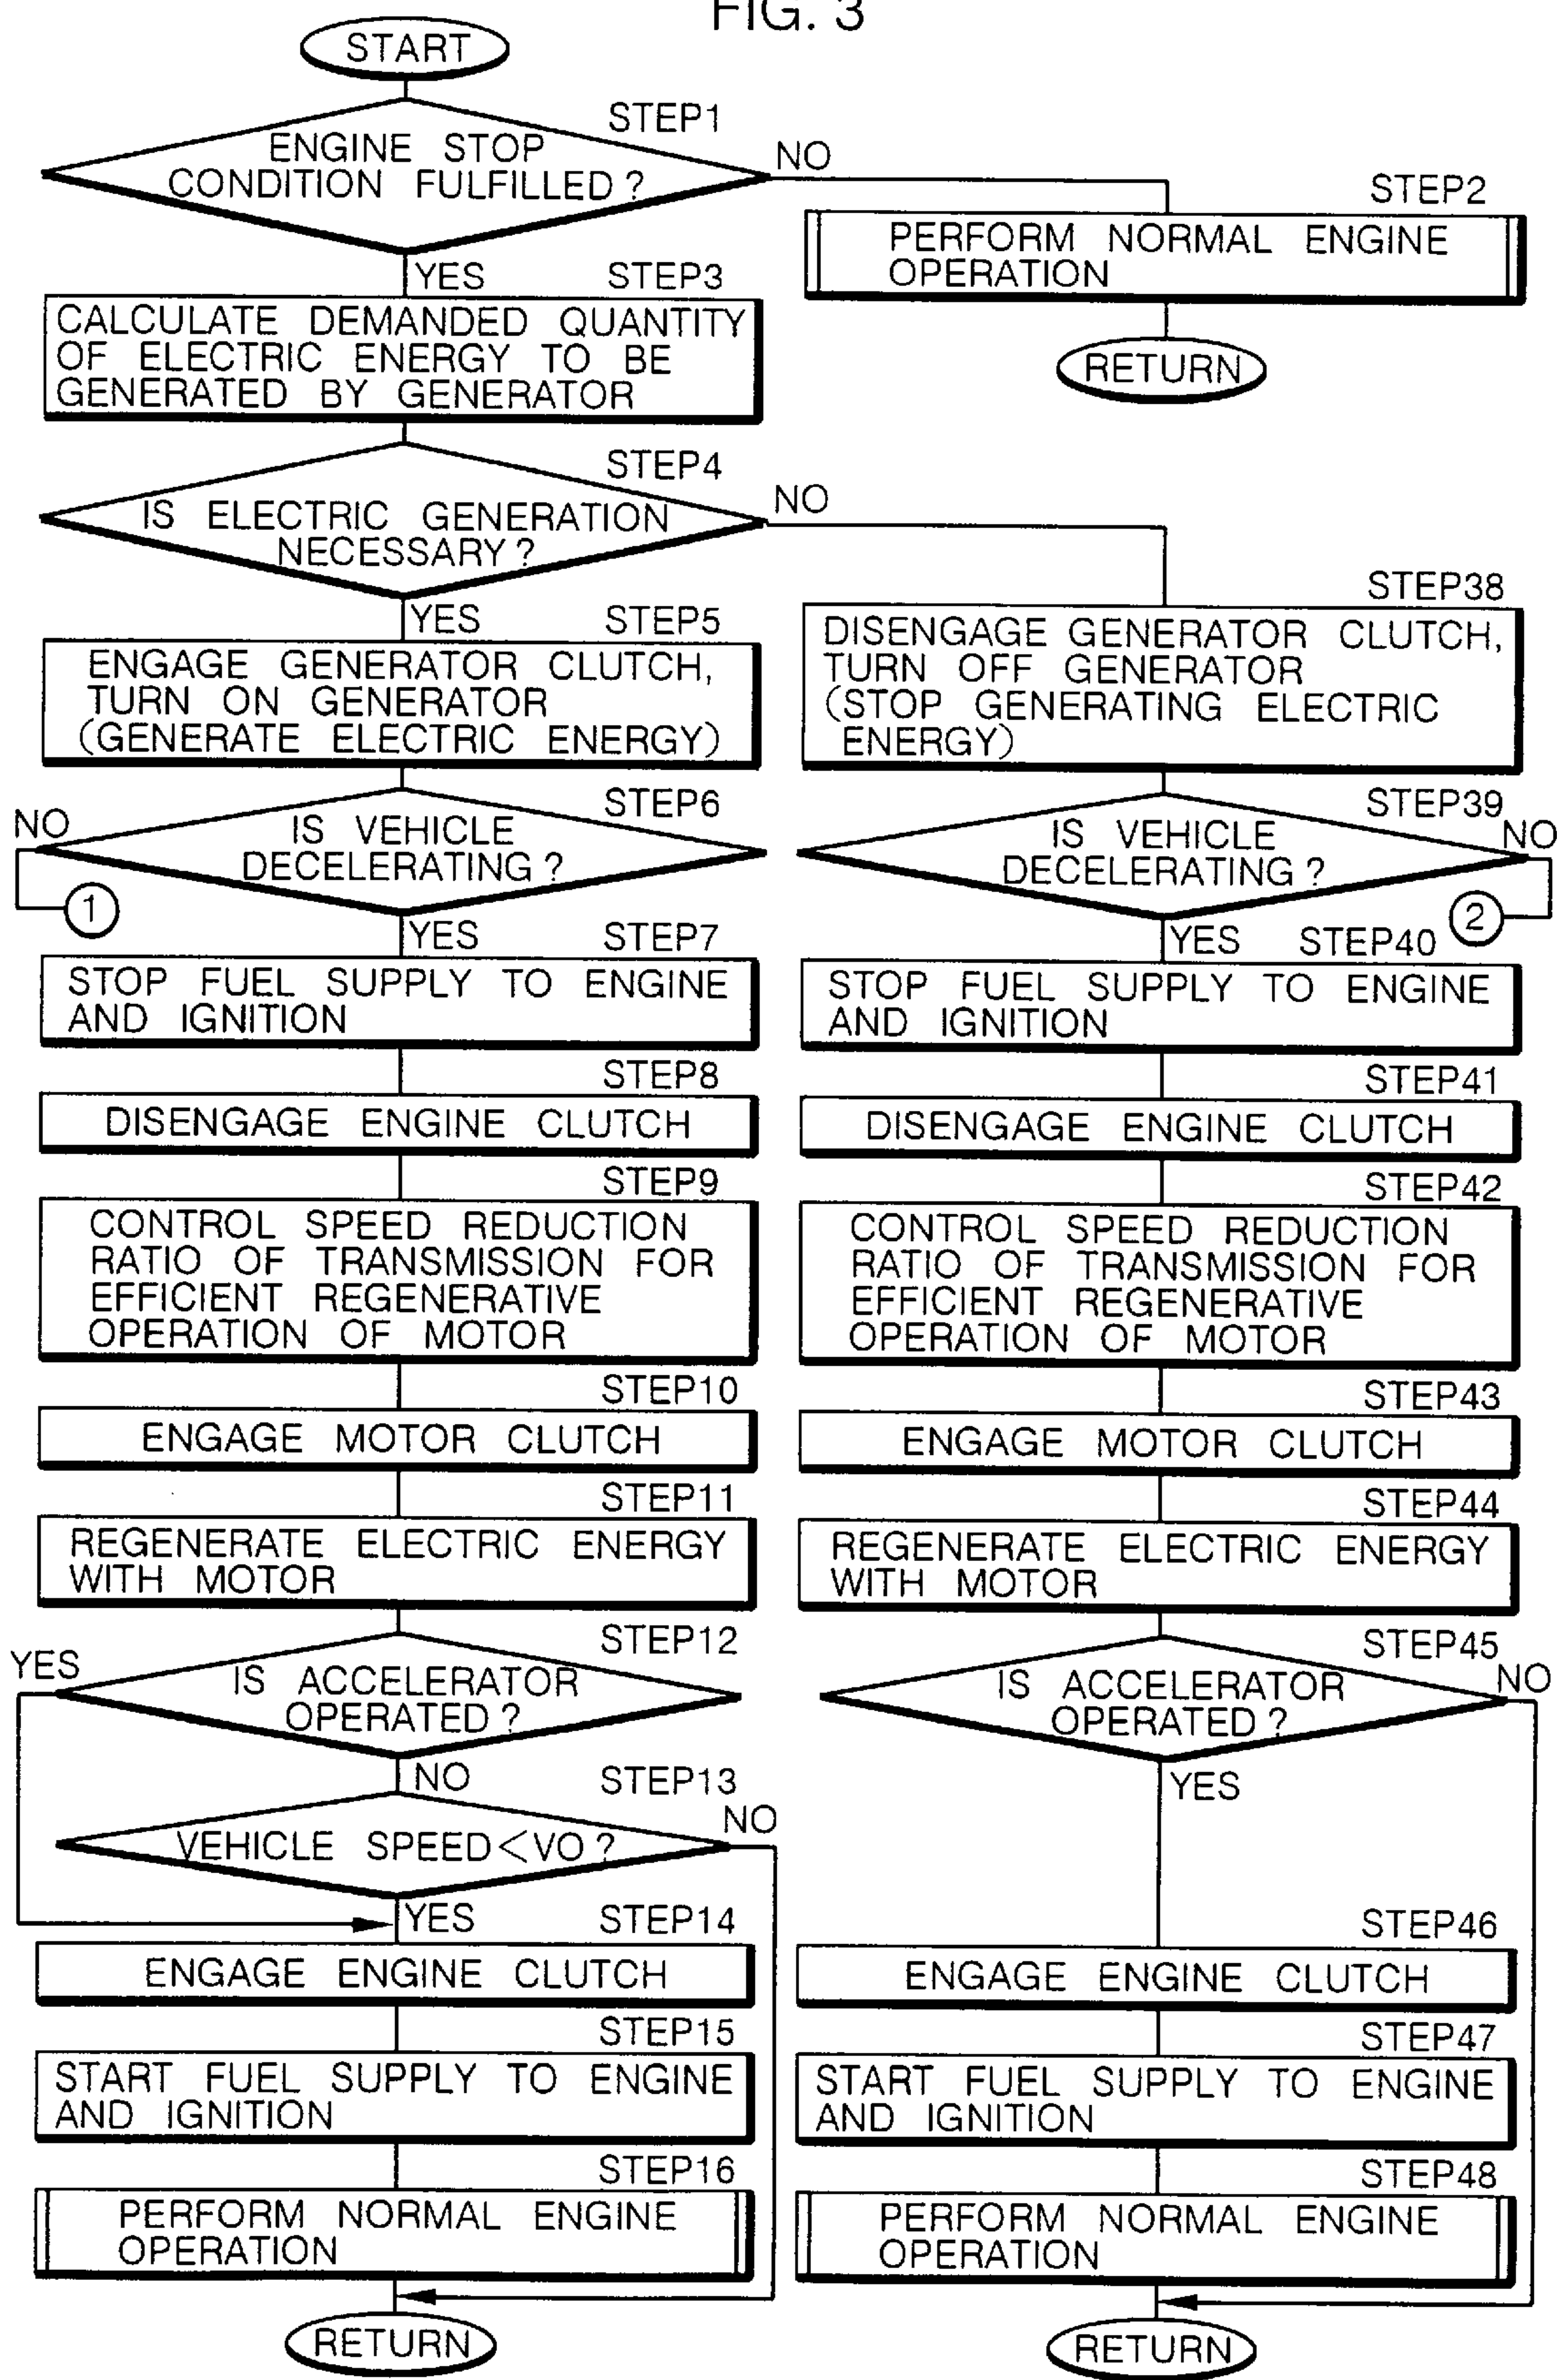 FIG. 3
START
STEP1
ENGINE STOP
CONDITION FULFILLED?
NO
STEP2
PERFORM NORMAL ENGINE
OPERATION
RETURN
YES
STEP3
CALCULATE DEMANDED QUANTITY
OF ELECTRIC ENERGY TO BE
GENERATED BY GENERATOR
STEP4
IS ELECTRIC GENERATION
NECESSARY?
NO
YES
STEP5
ENGAGE GENERATOR CLUTCH,
TURN ON GENERATOR
(GENERATE ELECTRIC ENERGY)
STEP6
NO
IS VEHICLE
DECELERATING?
1
YES
STEP7
STOP FUEL SUPPLY TO ENGINE
AND IGNITION
STEP8
DISENGAGE ENGINE CLUTCH
STEP9
CONTROL SPEED REDUCTION
RATIO OF TRANSMISSION FOR
EFFICIENT REGENERATIVE
OPERATION OF MOTOR
STEP10
ENGAGE MOTOR CLUTCH
STEP11
REGENERATE ELECTRIC ENERGY
WITH MOTOR
STEP12
YES
IS ACCELERATOR
OPERATED?
NO
STEP13
NO
VEHICLE SPEED<VO?
YES
STEP14
ENGAGE ENGINE CLUTCH
STEP15
START FUEL SUPPLY TO ENGINE
AND IGNITION
STEP16
PERFORM NORMAL ENGINE
OPERATION
RETURN
STEP38
DISENGAGE GENERATOR CLUTCH,
TURN OFF GENERATOR
(STOP GENERATING ELECTRIC
ENERGY)
STEP39
NO
IS VEHICLE
DECELERATING?
2
YES
STEP40
STOP FUEL SUPPLY TO ENGINE
AND IGNITION
STEP41
DISENGAGE ENGINE CLUTCH
STEP42
CONTROL SPEED REDUCTION
RATIO OF TRANSMISSION FOR
EFFICIENT REGENERATIVE
OPERATION OF MOTOR
STEP43
ENGAGE MOTOR CLUTCH
STEP44
REGENERATE ELECTRIC ENERGY
WITH MOTOR
STEP45
NO
IS ACCELERATOR
OPERATED?
YES
STEP46
ENGAGE ENGINE CLUTCH
STEP47
START FUEL SUPPLY TO ENGINE
AND IGNITION
STEP48
PERFORM NORMAL ENGINE
OPERATION
RETURN